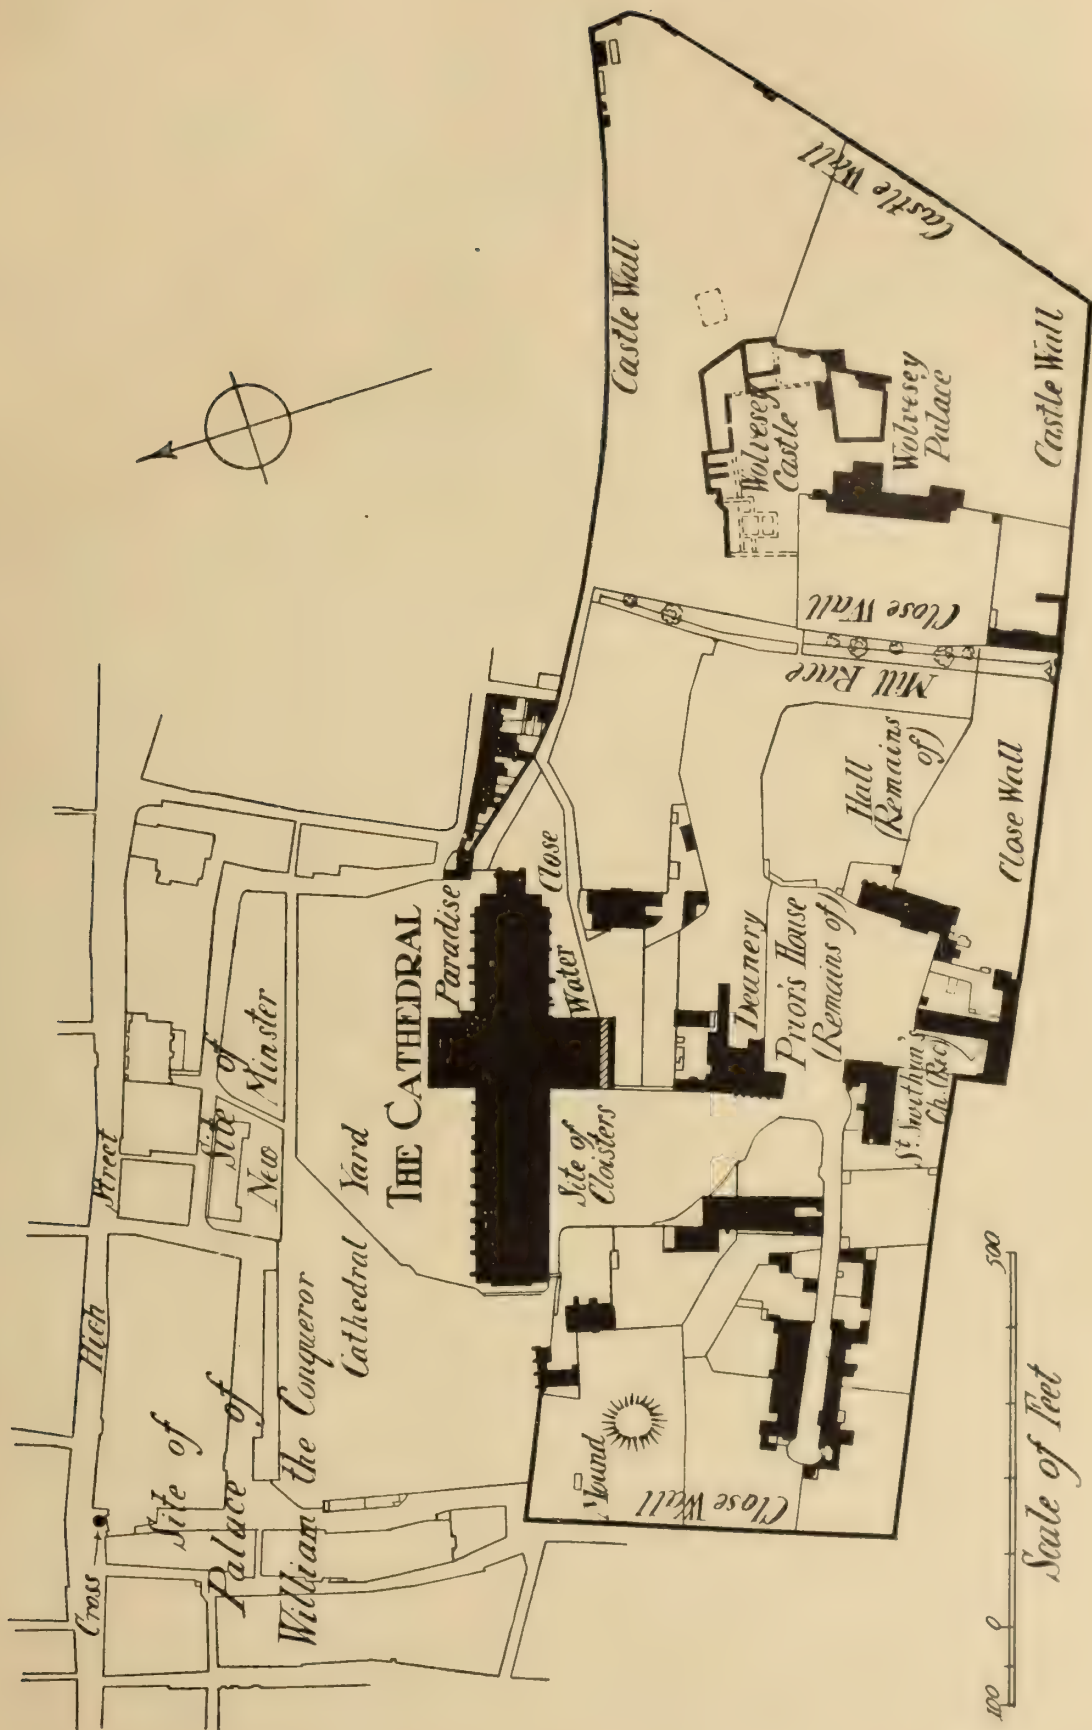 Cross
High
Street
Site of
Palace of
William the Conqueror
Site of
New Minster
Cathedral
Yard
THE CATHEDRAL
Paradise
Water
Close
Site of
Cloisters
Mound
Close Wall
Castle Wall
Castle Wall
Wolvesey
Castle
Wolvesey
Palace
Close Wall
Mill Race
Deanery
Prior's House
(Remains of)
Hall
(Remains
of)
St. Swithun's
Ch. (Rec)
Close Wall
Castle Wall
100
0
500
Scale of Feet